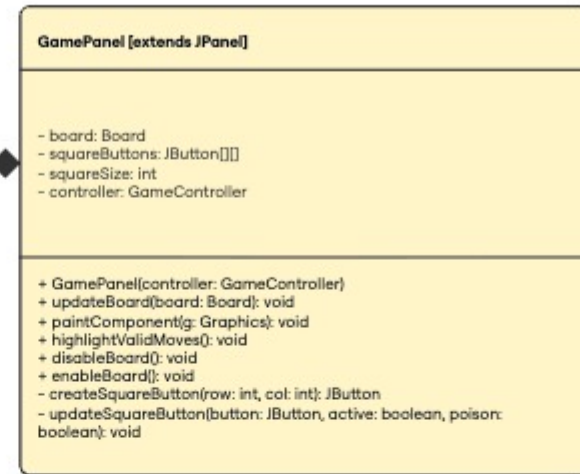 GamePanel [extends JPanel]
- board: Board
- squareButtons: JButton[][]
- squareSize: int
- controller: GameController
+ GamePanel(controller: GameController)
+ updateBoard(board: Board): void
+ paintComponent(g: Graphics): void
+ highlightValidMoves(): void
+ disableBoard(): void
+ enableBoard(): void
- createSquareButton(row: int, col: int): JButton
- updateSquareButton(button: JButton, active: boolean, poison:
boolean): void